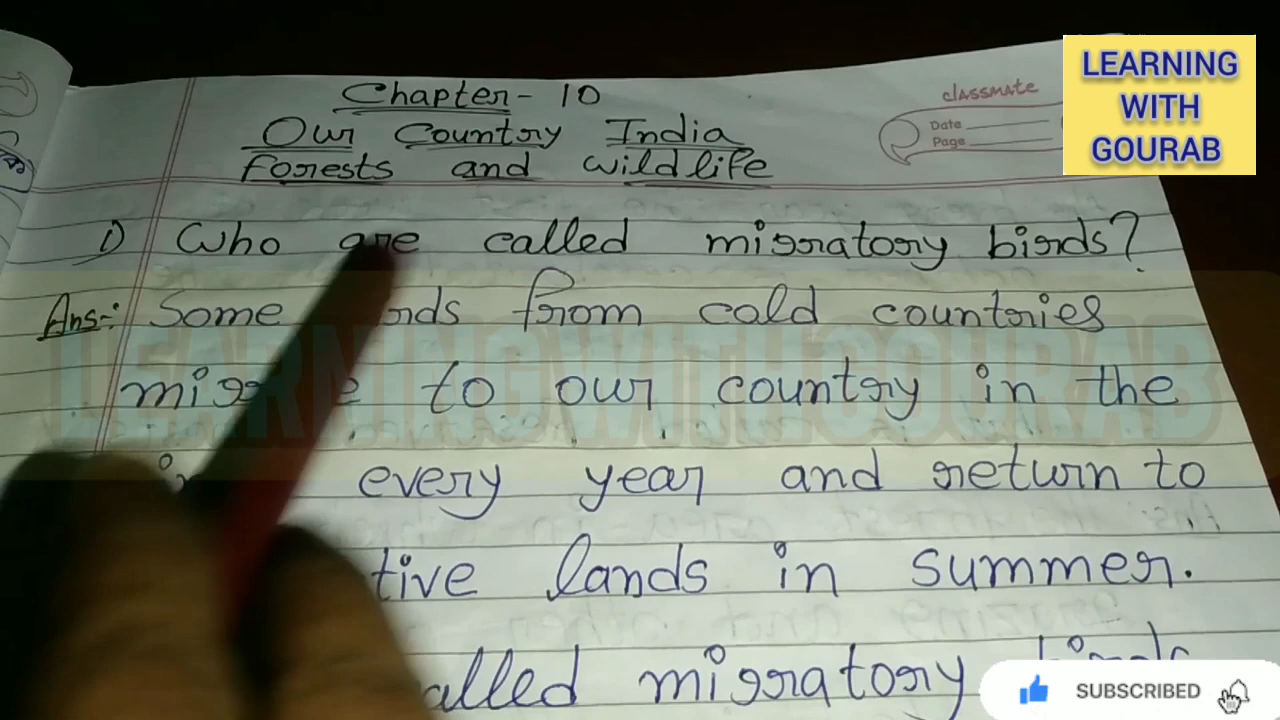 Chapter- 10
Our Country India
Forests and Wildlife
classmate
Date
Page
LEARNING
WITH
GOURAB
1) Who are called migratory birds?
Ans:- Some from cold countries
to our country in the
every year and return to
lands in summer.
migratory
LEARNINGWITHGOURAB
SUBSCRIBED